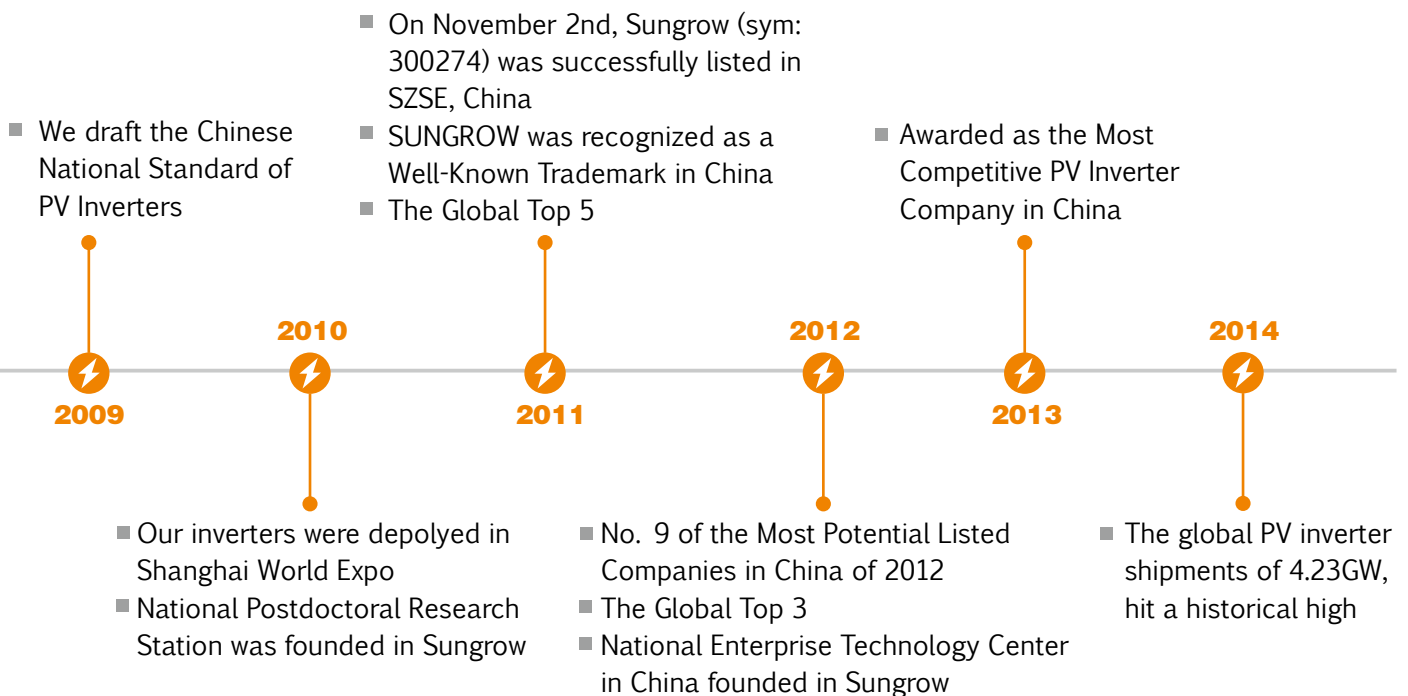 We draft the Chinese
National Standard of
PV Inverters
2009
2010
Our inverters were depolyed in
Shanghai World Expo
National Postdoctoral Research
Station was founded in Sungrow
On November 2nd, Sungrow (sym:
300274) was successfully listed in
SZSE, China
SUNGROW was recognized as a
Well-Known Trademark in China
The Global Top 5
2011
2012
No. 9 of the Most Potential Listed
Companies in China of 2012
The Global Top 3
National Enterprise Technology Center
in China founded in Sungrow
Awarded as the Most
Competitive PV Inverter
Company in China
2013
2014
The global PV inverter
shipments of 4.23GW,
hit a historical high